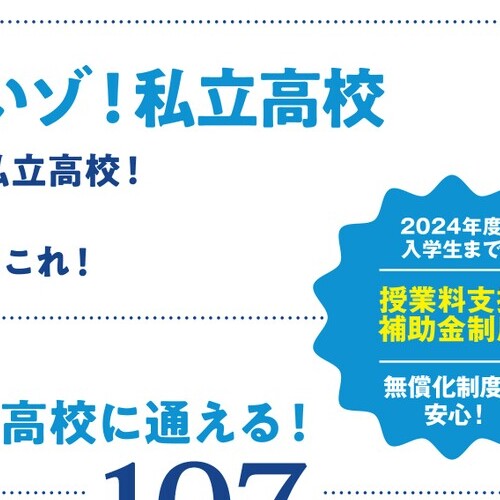 いゾ！私立高校
私立高校！
これ！
2024年度
入学生まで
授業料支援
補助金制度
無償化制度
安心！
高校に通える！
107